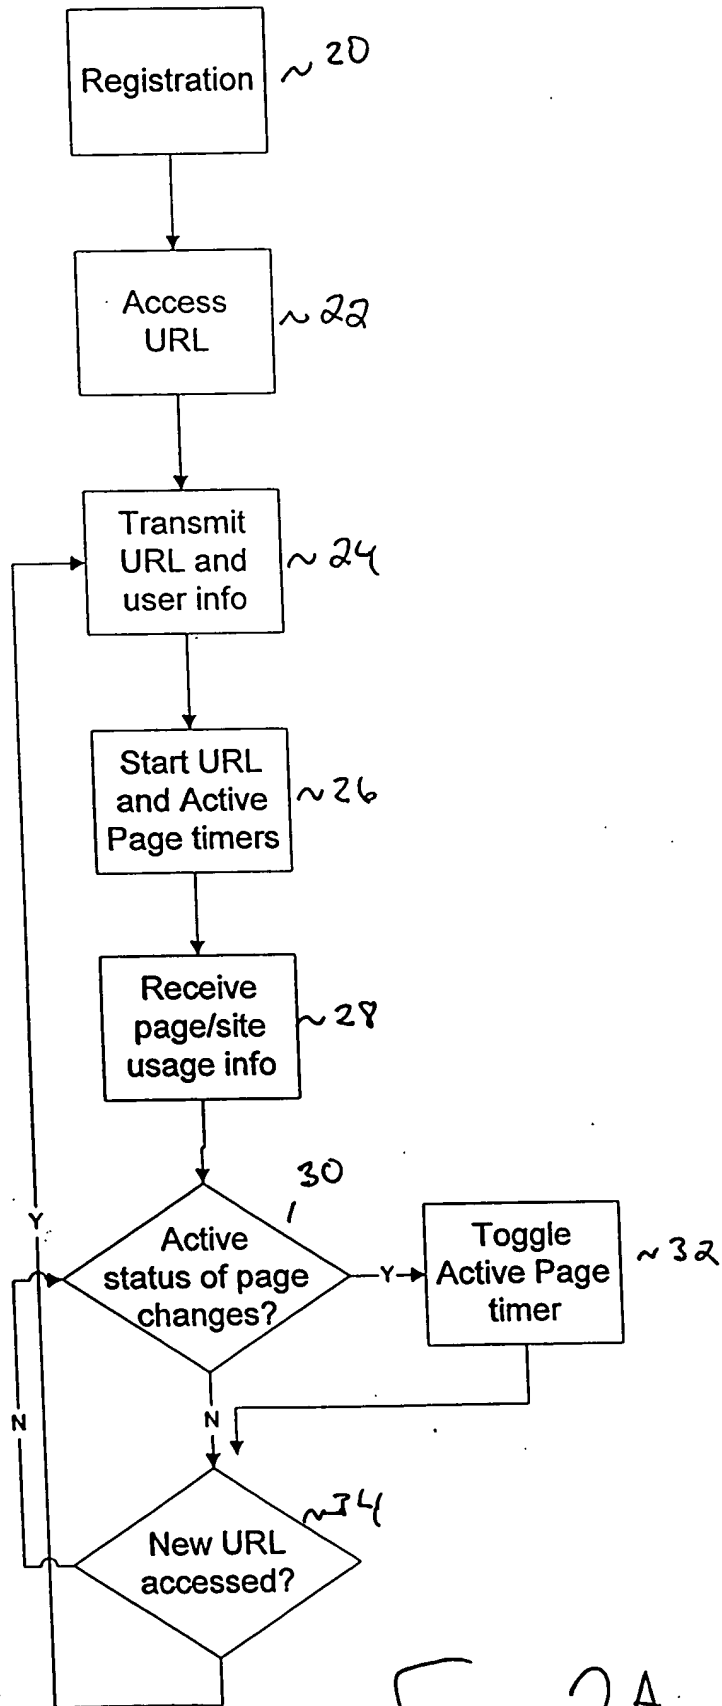 Registration
~20
Access
URL
~22
Transmit
URL and
user info
~24
Start URL
and Active
Page timers
~26
Receive
page/site
usage info
~28
30
Active
status of page
changes?
Y
Toggle
Active Page
timer
~32
Y
N
N
New URL
accessed?
~34
2A